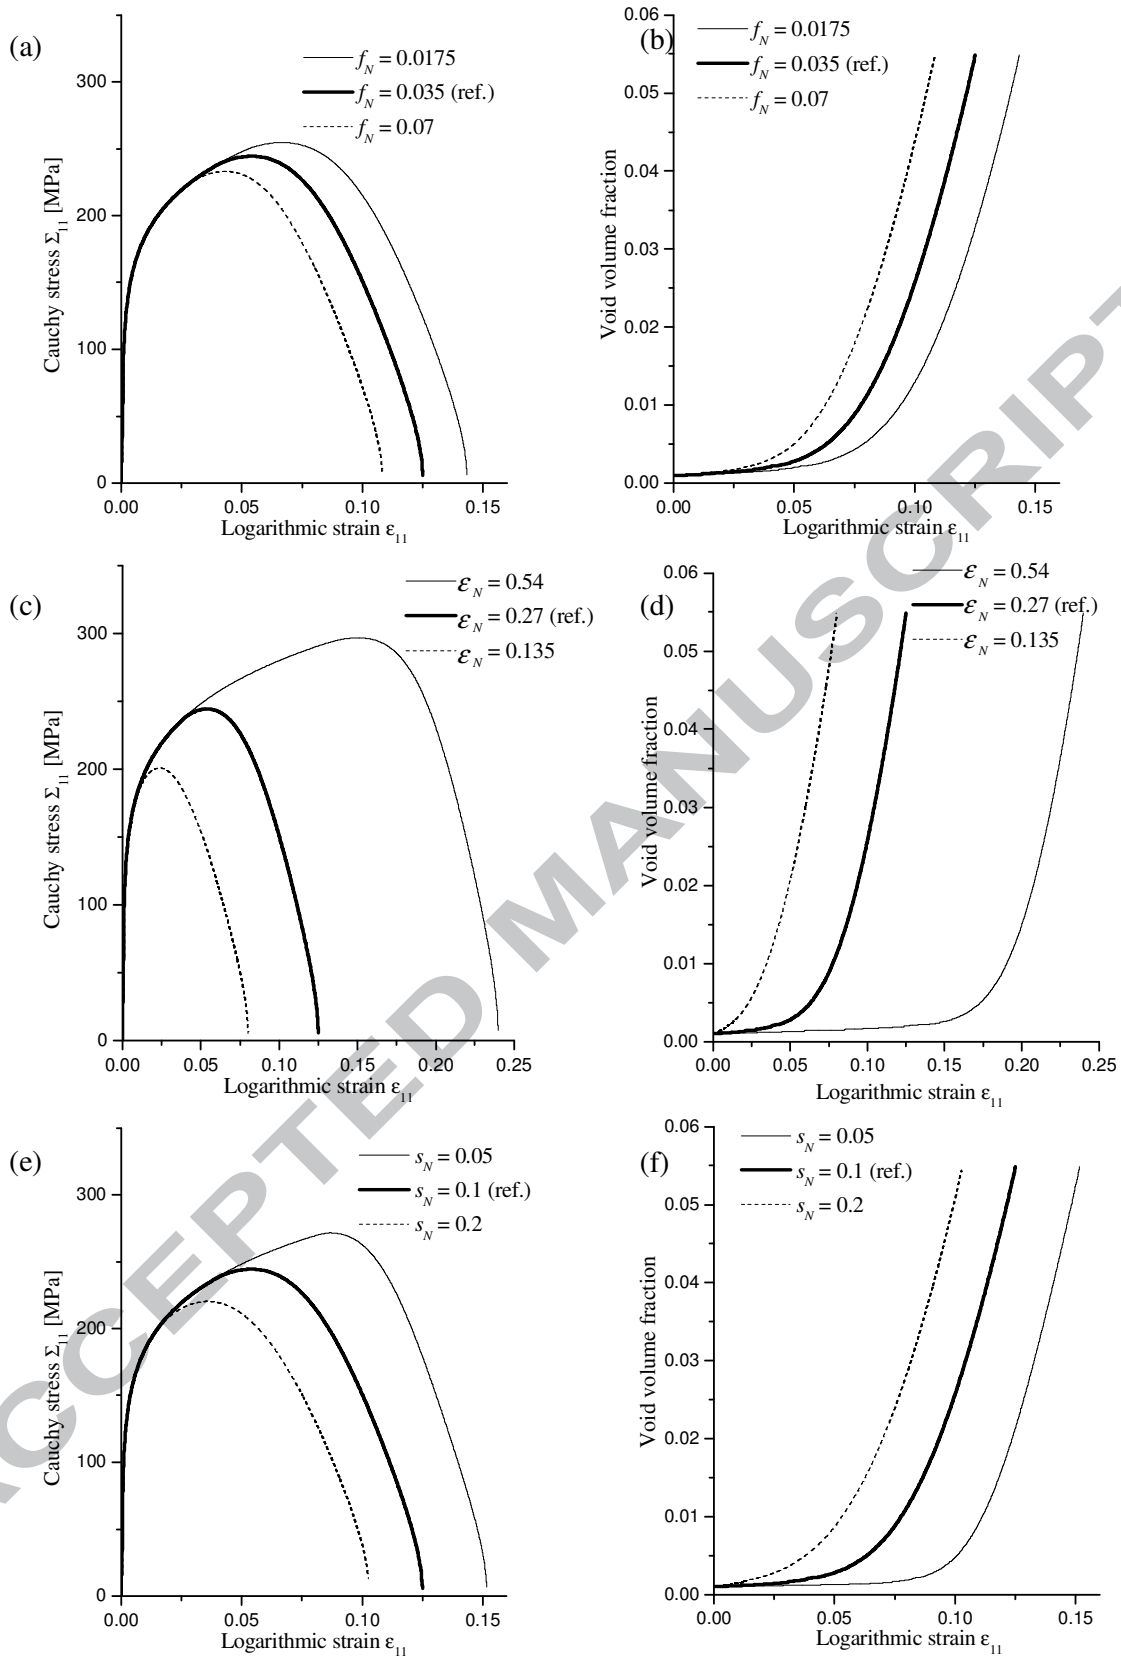 (a)
f_N = 0.0175
f_N = 0.035 (ref.)
f_N = 0.07
300
200
100
0
0.00 0.05 0.10 0.15
Cauchy stress Σ11 [MPa]
Logarithmic strain ε11
(b)
f_N = 0.0175
f_N = 0.035 (ref.)
f_N = 0.07
0.06
0.05
0.04
0.03
0.02
0.01
0.00
0.00 0.05 0.10 0.15
Void volume fraction
Logarithmic strain ε11
(c)
ε_N = 0.54
ε_N = 0.27 (ref.)
ε_N = 0.135
300
200
100
0
0.00 0.05 0.10 0.15 0.20 0.25
Cauchy stress Σ11 [MPa]
Logarithmic strain ε11
(d)
ε_N = 0.54
ε_N = 0.27 (ref.)
ε_N = 0.135
0.06
0.05
0.04
0.03
0.02
0.01
0.00
0.00 0.05 0.10 0.15 0.20 0.25
Void volume fraction
Logarithmic strain ε11
(e)
s_N = 0.05
s_N = 0.1 (ref.)
s_N = 0.2
300
200
100
0
0.00 0.05 0.10 0.15
Cauchy stress Σ11 [MPa]
Logarithmic strain ε11
(f)
s_N = 0.05
s_N = 0.1 (ref.)
s_N = 0.2
0.06
0.05
0.04
0.03
0.02
0.01
0.00
0.00 0.05 0.10 0.15
Void volume fraction
Logarithmic strain ε11
ACCEPTED MANUSCRIPT